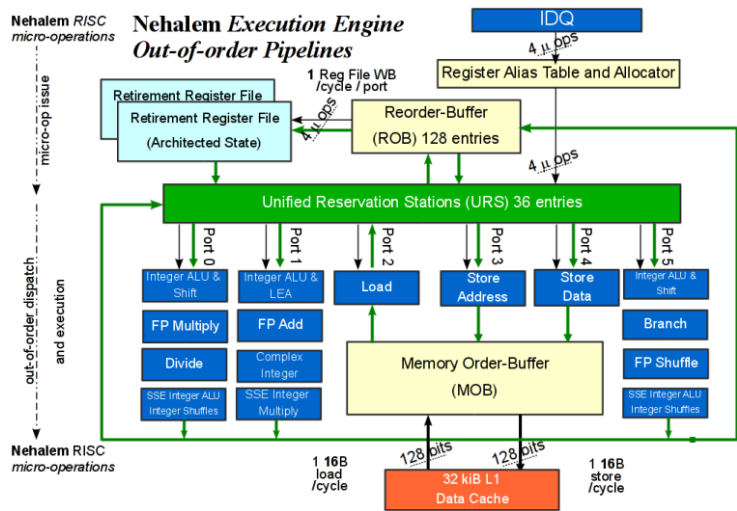 Nehalem RISC
micro-operations
Nehalem Execution Engine
Out-of-order Pipelines
IDQ
4 μ ops
Register Alias Table and Allocator
1 Reg File WB
/cycle / port
Retirement Register File
Retirement Register File
(Architected State)
4 μ ops
Reorder-Buffer
(ROB) 128 entries
micro-op issue
4 μ ops
Unified Reservation Stations (URS) 36 entries
Port 0
Port 1
Port 2
Port 3
Port 4
Port 5
Integer ALU &
Shift
Integer ALU &
LEA
Load
Store
Address
Store
Data
Integer ALU &
Shift
FP Multiply
FP Add
Branch
out-of-order dispatch
and execution
Divide
Complex
Integer
Memory Order-Buffer
(MOB)
FP Shuffle
SSE Integer ALU
Integer Shuffles
SSE Integer
Multiply
SSE Integer ALU
Integer Shuffles
Nehalem RISC
micro-operations
1 16B
load
/cycle
128 bits
128 bits
1 16B
store
/cycle
32 kiB L1
Data Cache